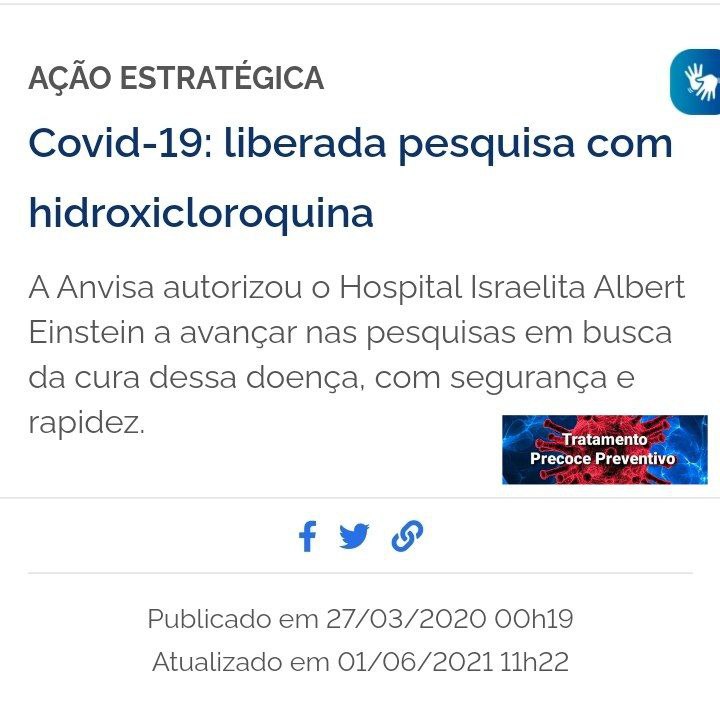 AÇÃO ESTRATÉGICA
Covid-19: liberada pesquisa com
hidroxicloroquina
A Anvisa autorizou o Hospital Israelita Albert
Einstein a avançar nas pesquisas em busca
da cura dessa doença, com segurança e
rapidez.
Tratamento
Precoce Preventivo
Publicado em 27/03/2020 00h19
Atualizado em 01/06/2021 11h22